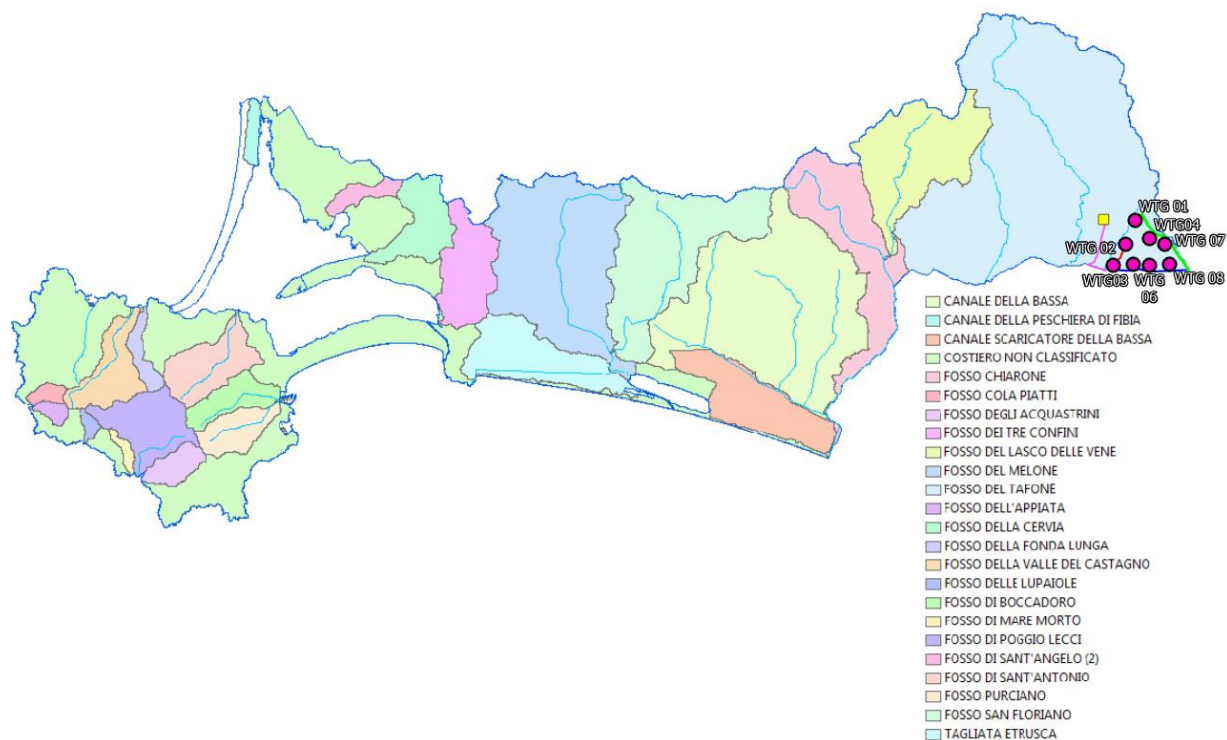 WTG 01
WTG04
WTG 02
WTG 07
WTG03
WTG
06
WTG 08
CANALE DELLA BASSA
CANALE DELLA PESCHIERA DI FIBIA
CANALE SCARICATORE DELLA BASSA
COSTIERO NON CLASSIFICATO
FOSSO CHIARONE
FOSSO COLA PIATTI
FOSSO DEGLI ACQUASTRINI
FOSSO DEI TRE CONFINI
FOSSO DEL LASCO DELLE VENE
FOSSO DEL MELONE
FOSSO DEL TAFONE
FOSSO DELL'APPIATA
FOSSO DELLA CERVIA
FOSSO DELLA FONDA LUNGA
FOSSO DELLA VALLE DEL CASTAGNO
FOSSO DELLE LUPAIOLE
FOSSO DI BOCCADORO
FOSSO DI MARE MORTO
FOSSO DI POGGIO LECCI
FOSSO DI SANT'ANGELO (2)
FOSSO DI SANT'ANTONIO
FOSSO PURCIANO
FOSSO SAN FLORIANO
TAGLIATA ETRUSCA